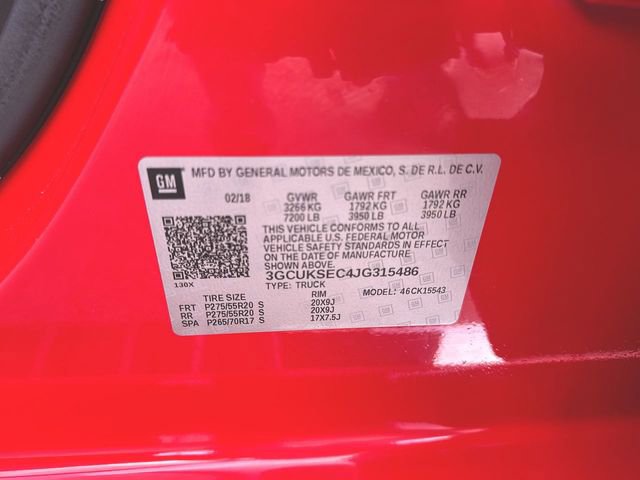 GM
MFD BY GENERAL MOTORS DE MEXICO, S. DE R.L. DE C.V.
02/18 GVWR GAWR FRT GAWR RR
3266 KG 1792 KG 1792 KG
7200 LB 3950 LB 3950 LB
THIS VEHICLE CONFORMS TO ALL
APPLICABLE U.S. FEDERAL MOTOR
VEHICLE SAFETY STANDARDS IN EFFECT
ON THE DATE OF MANUFACTURE
SHOWN ABOVE.
3GCUKSEC4JG315486
130X TYPE: TRUCK MODEL: 46CK15543
TIRE SIZE RIM
FRT P275/55R20 S 20X9J
RR P275/55R20 S 20X9J
SPA P265/70R17 S 17X7.5J